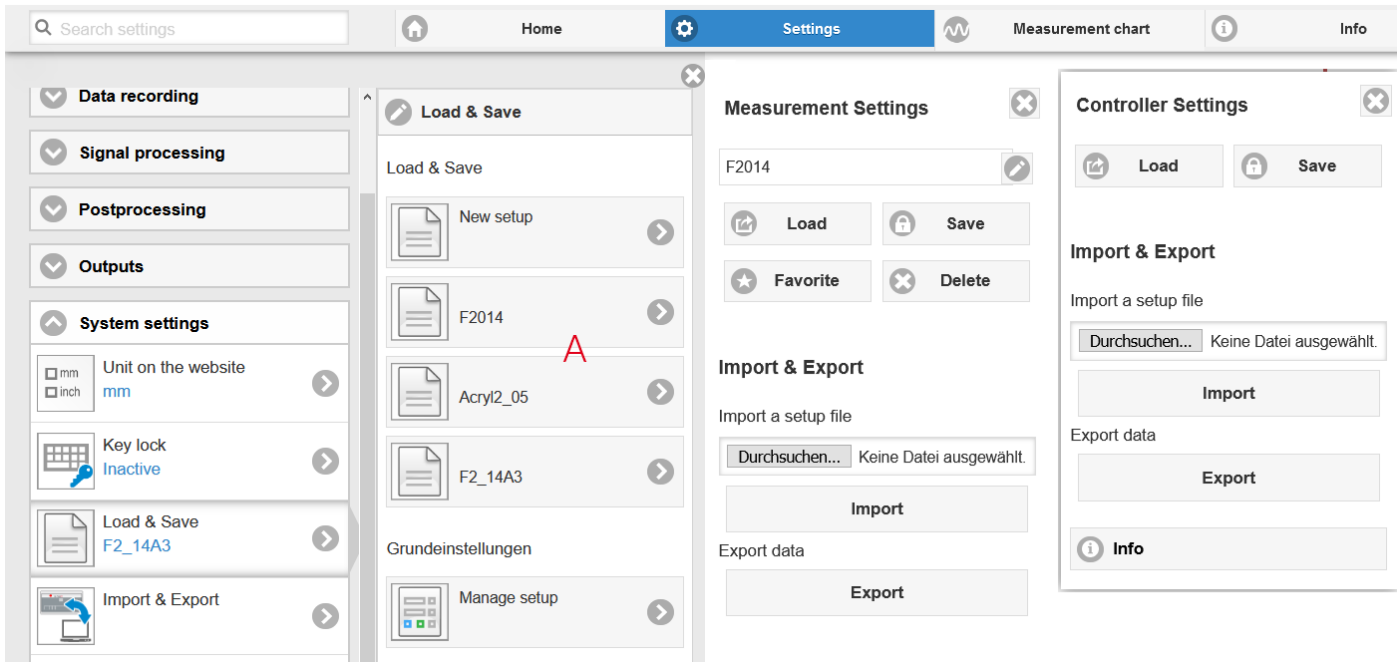 Search settings
Home
Settings
Measurement chart
Info
Data recording
Signal processing
Postprocessing
Outputs
System settings
Unit on the website
mm
inch
mm
Key lock
Inactive
Load & Save
F2_14A3
Import & Export
Load & Save
Load & Save
New setup
F2014
A
Acryl2_05
F2_14A3
Grundeinstellungen
Manage setup
Measurement Settings
F2014
Load
Save
Favorite
Delete
Import & Export
Import a setup file
Durchsuchen... Keine Datei ausgewählt.
Import
Export data
Export
Controller Settings
Load
Save
Import & Export
Import a setup file
Durchsuchen... Keine Datei ausgewählt.
Import
Export data
Export
Info